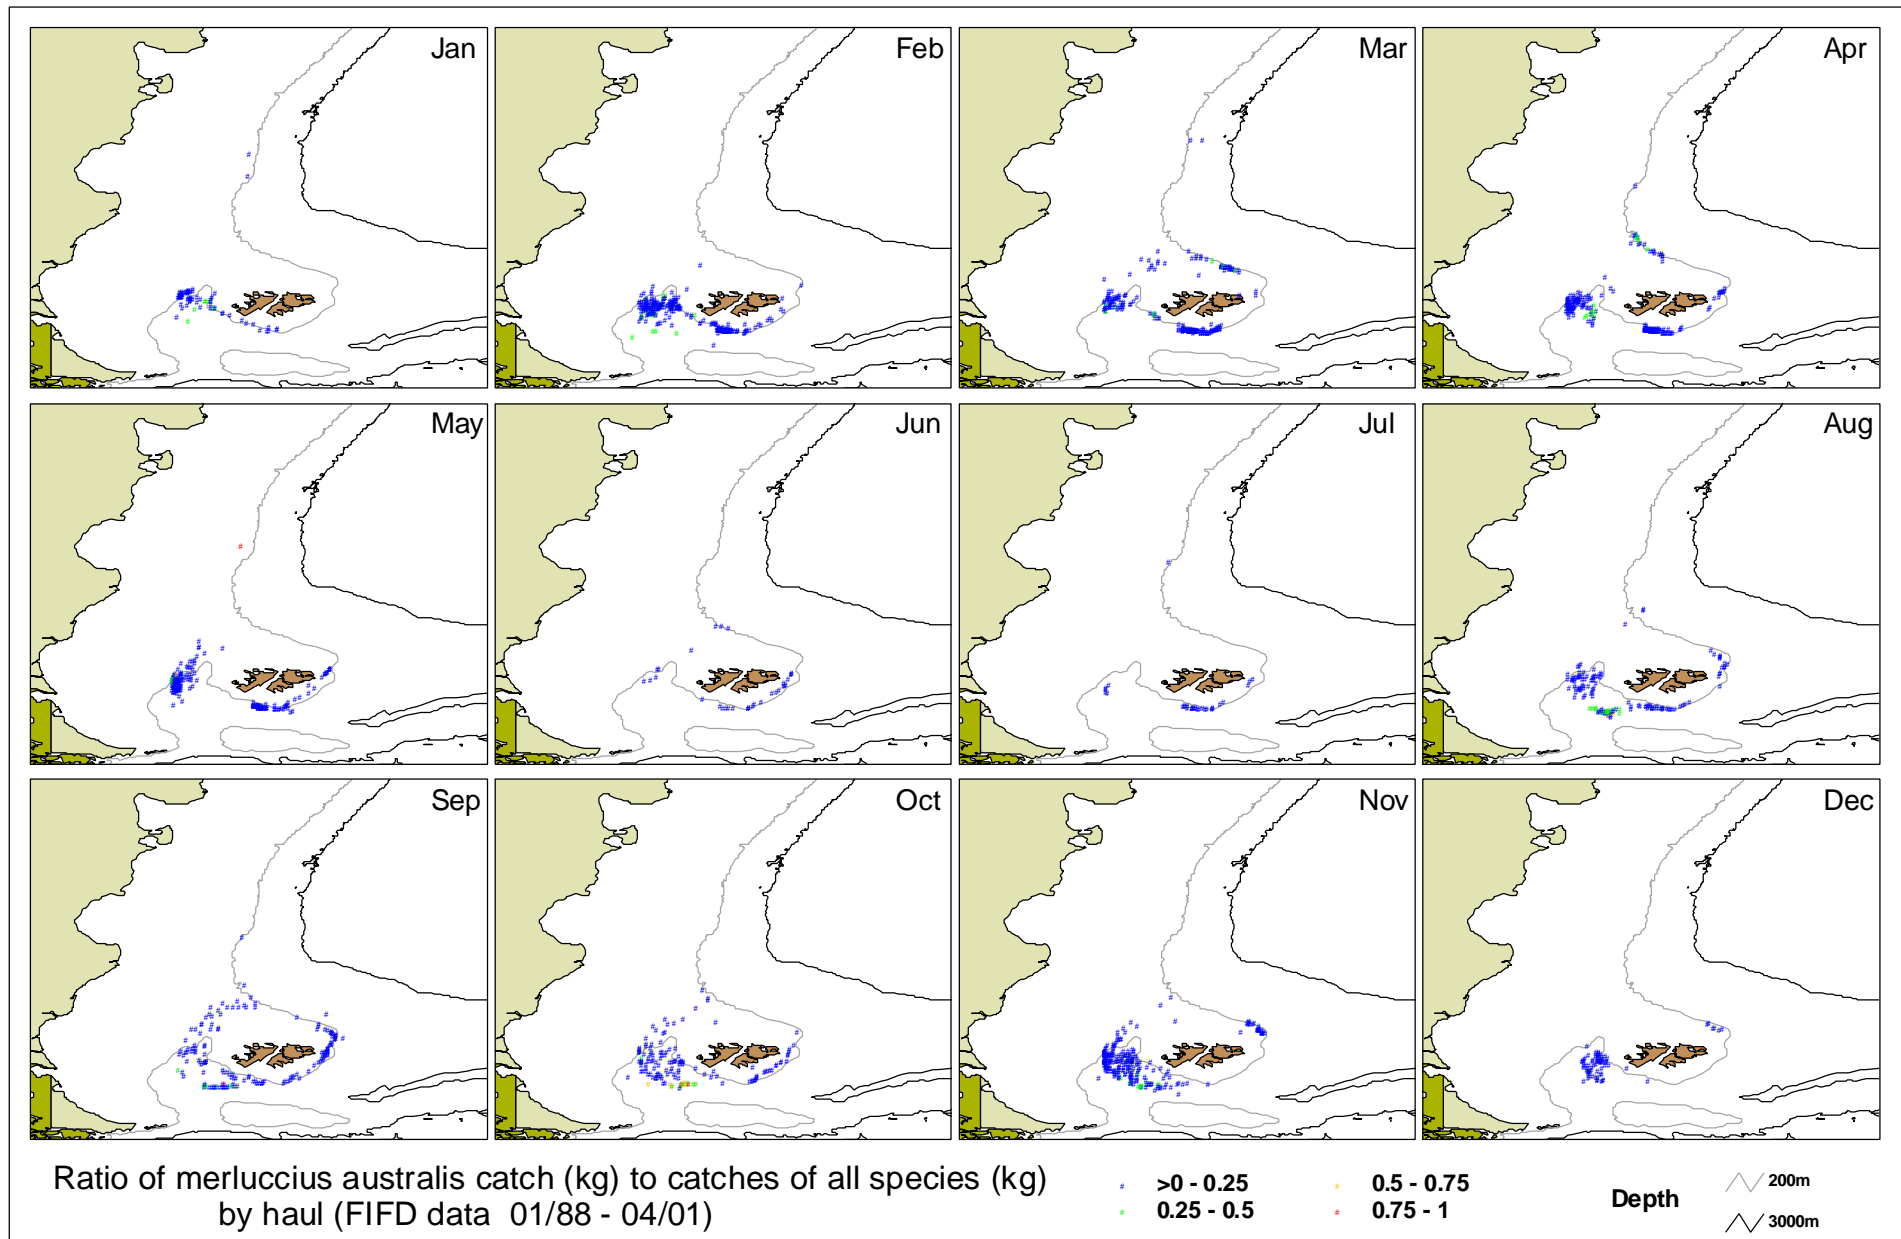 Jan
Feb
Mar
Apr
May
Jun
Jul
Aug
Sep
Oct
Nov
Dec
Ratio of merluccius australis catch (kg) to catches of all species (kg)
by haul (FIFD data 01/88 - 04/01)
# >0 - 0.25
# 0.25 - 0.5
# 0.5 - 0.75
# 0.75 - 1
Depth
200m
3000m